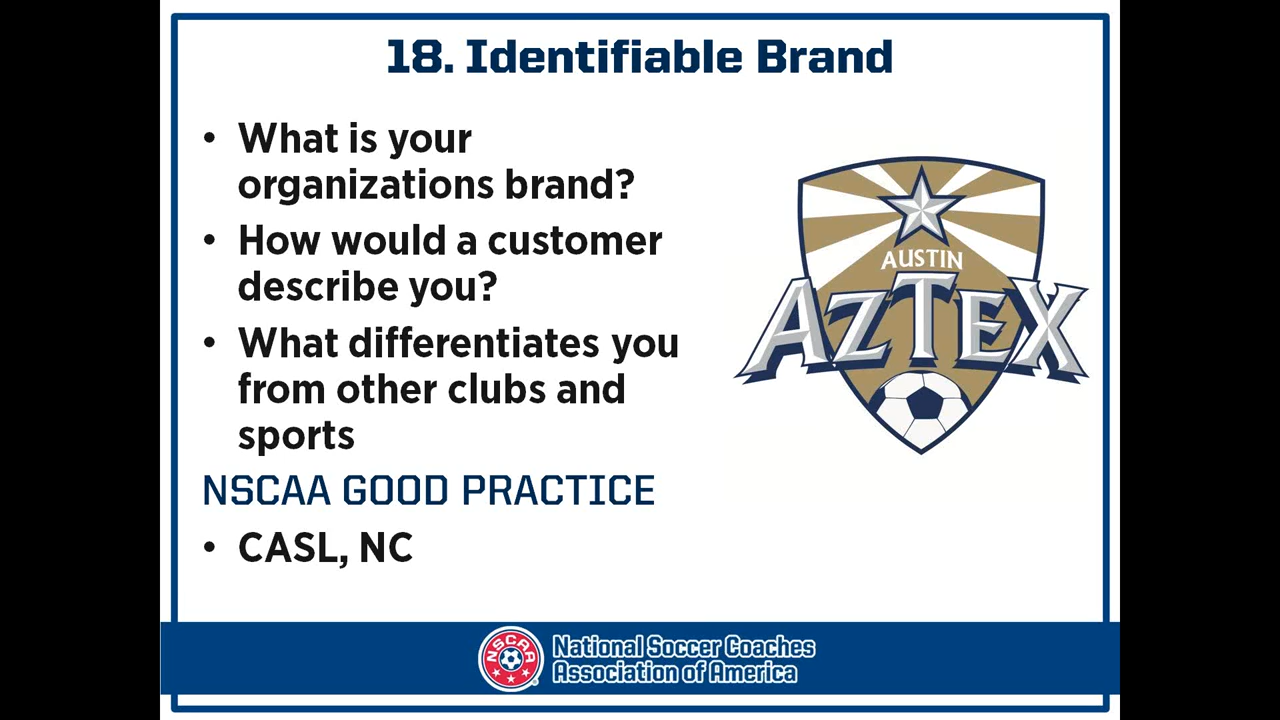 18. Identifiable Brand
• What is your
organizations brand?
• How would a customer
describe you?
• What differentiates you
from other clubs and
sports
NSCAA GOOD PRACTICE
• CASL, NC
AUSTIN
AZTEX
NSCAA
National Soccer Coaches
Association of America